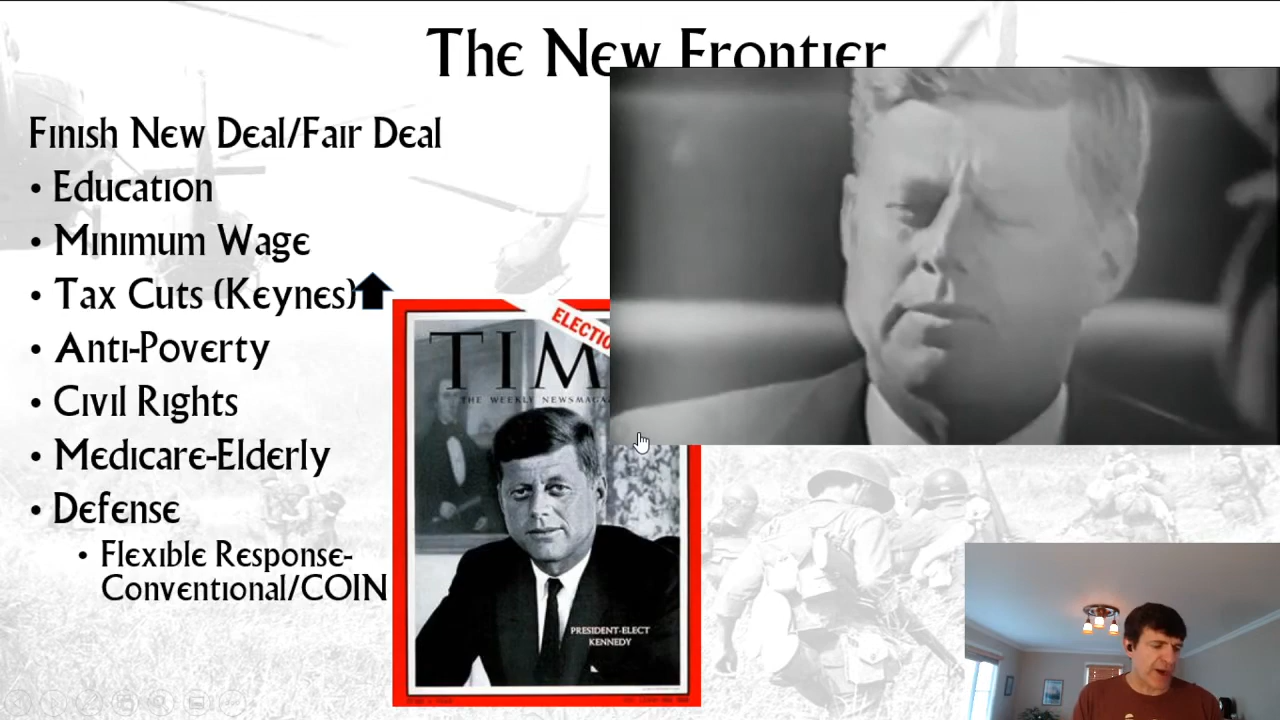 The New Frontier
Finish New Deal/Fair Deal
• Education
• Minimum Wage
• Tax Cuts (Keynes)
• Anti-Poverty
• Civil Rights
• Medicare-Elderly
• Defense
• Flexible Response-
Conventional/COIN
ELECTIO
TIM
THE WEEKLY NEWSMAGA
PRESIDENT-ELECT
KENNEDY